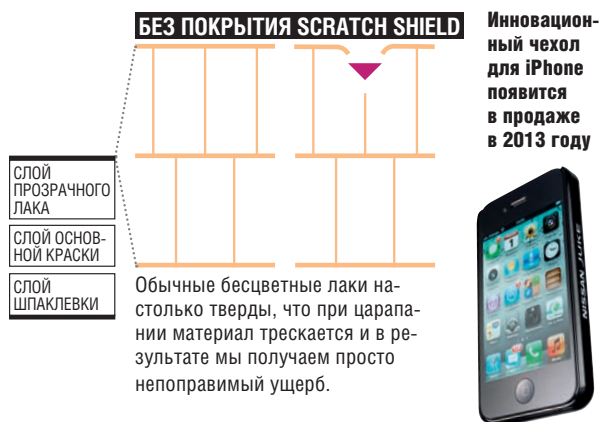 БЕЗ ПОКРЫТИЯ SCRATCH SHIELD
СЛОЙ
ПРОЗРАЧНОГО
ЛАКА
СЛОЙ ОСНОВ-
НОЙ КРАСКИ
СЛОЙ
ШПАКЛЕВКИ
Обычные бесцветные лаки на-
столько тверды, что при царапа-
нии материал трескается и в ре-
зультате мы получаем просто
непоправимый ущерб.
Инновацион-
ный чехол
для iPhone
появится
в продаже
в 2013 году
NISSAN JUKE